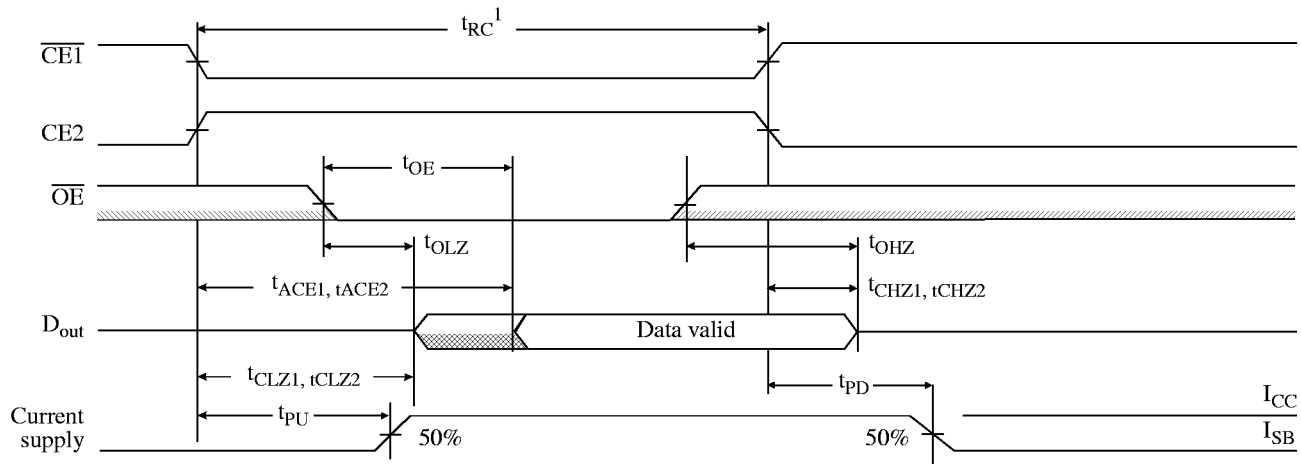 tRC1
CE1
CE2
tOE
OE
tOLZ
tOHZ
tACE1, tACE2
tCHZ1, tCHZ2
Dout
Data valid
tCLZ1, tCLZ2
tPD
tPU
ICC
Current
supply
50%
50%
ISB